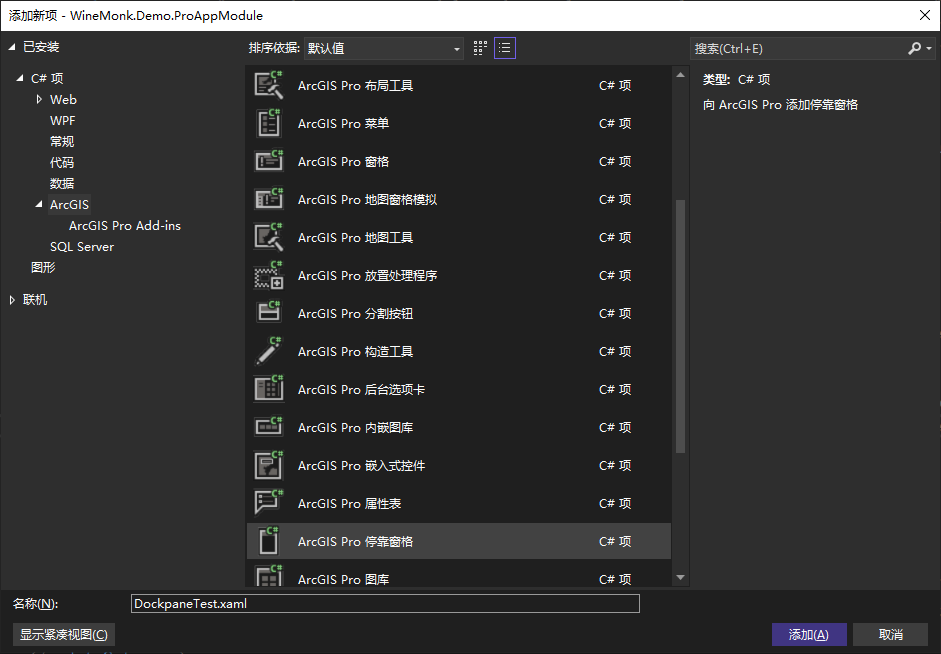 添加新项 - WineMonk.Demo.ProAppModule
已安装
C# 项
Web
WPF
常规
代码
数据
ArcGIS
ArcGIS Pro Add-ins
SQL Server
图形
联机
排序依据: 默认值
ArcGIS Pro 布局工具 C# 项
ArcGIS Pro 菜单 C# 项
ArcGIS Pro 窗格 C# 项
ArcGIS Pro 地图窗格模拟 C# 项
ArcGIS Pro 地图工具 C# 项
ArcGIS Pro 放置处理程序 C# 项
ArcGIS Pro 分割按钮 C# 项
ArcGIS Pro 构造工具 C# 项
ArcGIS Pro 后台选项卡 C# 项
ArcGIS Pro 内嵌图库 C# 项
ArcGIS Pro 嵌入式控件 C# 项
ArcGIS Pro 属性表 C# 项
ArcGIS Pro 停靠窗格 C# 项
ArcGIS Pro 图库 C# 项
搜索(Ctrl+E)
类型: C# 项
向 ArcGIS Pro 添加停靠窗格
名称(N): DockpaneTest.xaml
显示紧凑视图(C) 添加(A) 取消